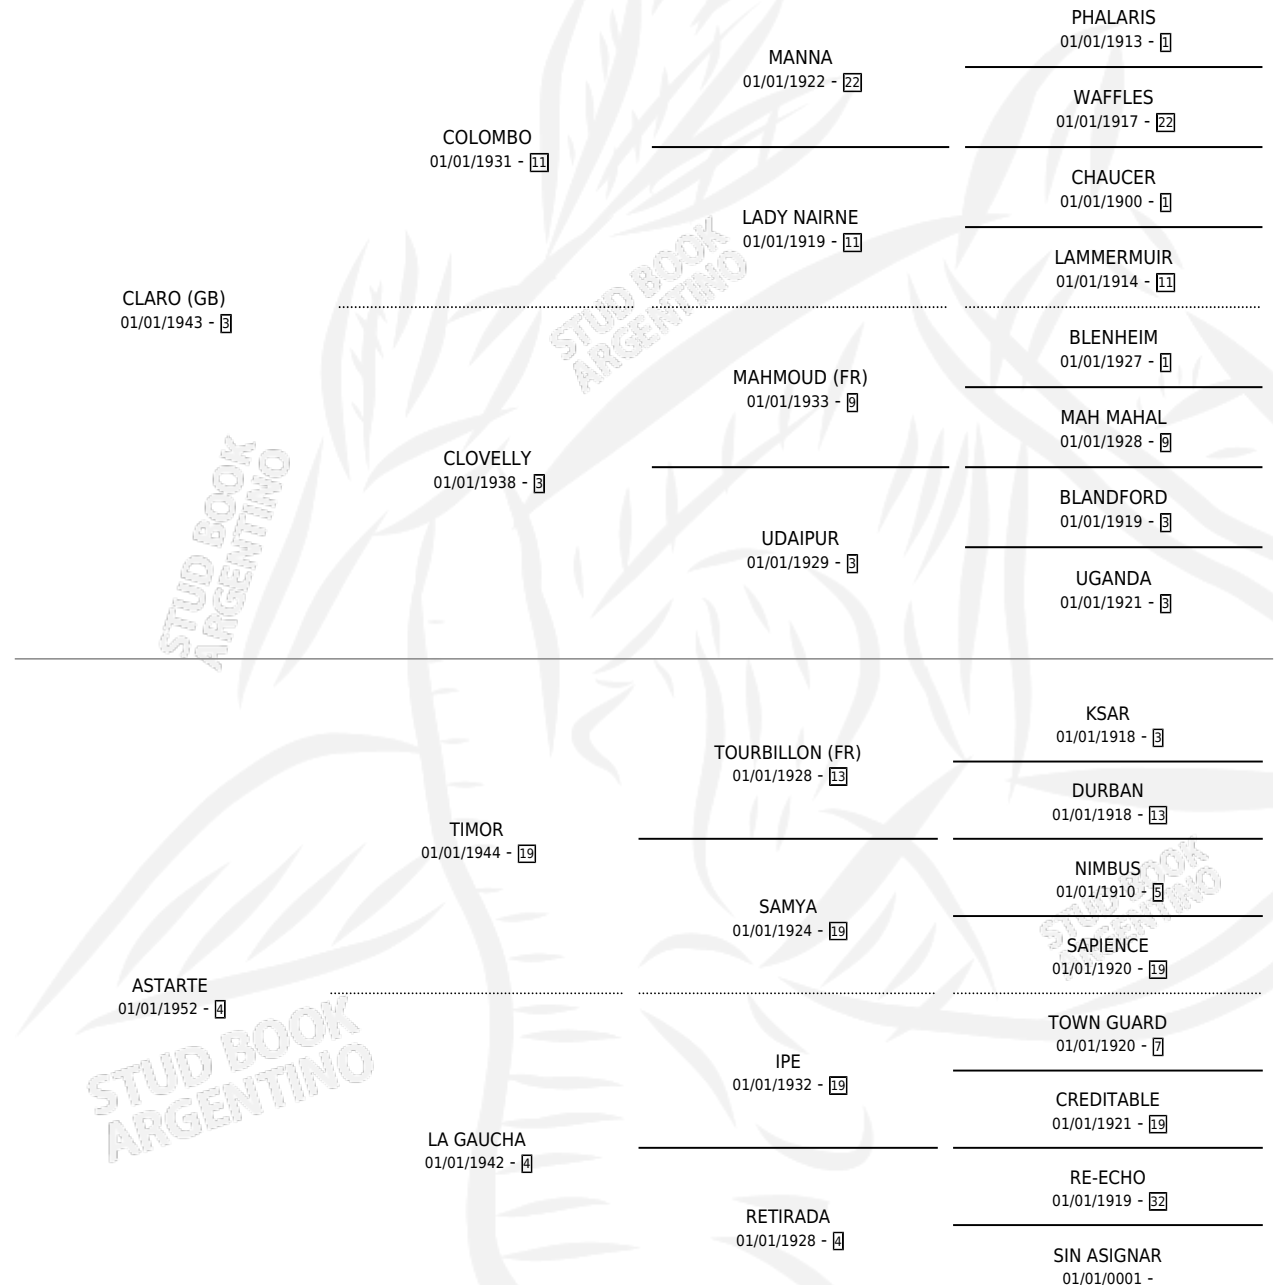 PHALARIS
01/01/1913 - 1
MANNA
01/01/1922 - 22
WAFFLES
01/01/1917 - 22
COLOMBO
01/01/1931 - 11
CHAUCER
01/01/1900 - 1
LADY NAIRNE
01/01/1919 - 11
LAMMERMUIR
01/01/1914 - 11
CLARO (GB)
01/01/1943 - 3
STUD BOOK
ARGENTINO
BLENHEIM
01/01/1927 - 1
MAHMOUD (FR)
01/01/1933 - 9
MAH MAHAL
01/01/1928 - 9
CLOVELLY
01/01/1938 - 3
BLANDFORD
01/01/1919 - 3
UDAIPUR
01/01/1929 - 3
UGANDA
01/01/1921 - 3
STUD BOOK
ARGENTINO
KSAR
01/01/1918 - 3
TOURBILLON (FR)
01/01/1928 - 13
DURBAN
01/01/1918 - 13
TIMOR
01/01/1944 - 19
NIMBUS
01/01/1910 - 5
SAMYA
01/01/1924 - 19
STUD BOOK
ARGENTINO
SAPIENCE
01/01/1920 - 19
ASTARTE
01/01/1952 - 4
STUD BOOK
ARGENTINO
TOWN GUARD
01/01/1920 - 7
IPE
01/01/1932 - 19
CREDITABLE
01/01/1921 - 19
LA GAUCHA
01/01/1942 - 4
RE-ECHO
01/01/1919 - 32
RETIRADA
01/01/1928 - 4
SIN ASIGNAR
01/01/0001 -